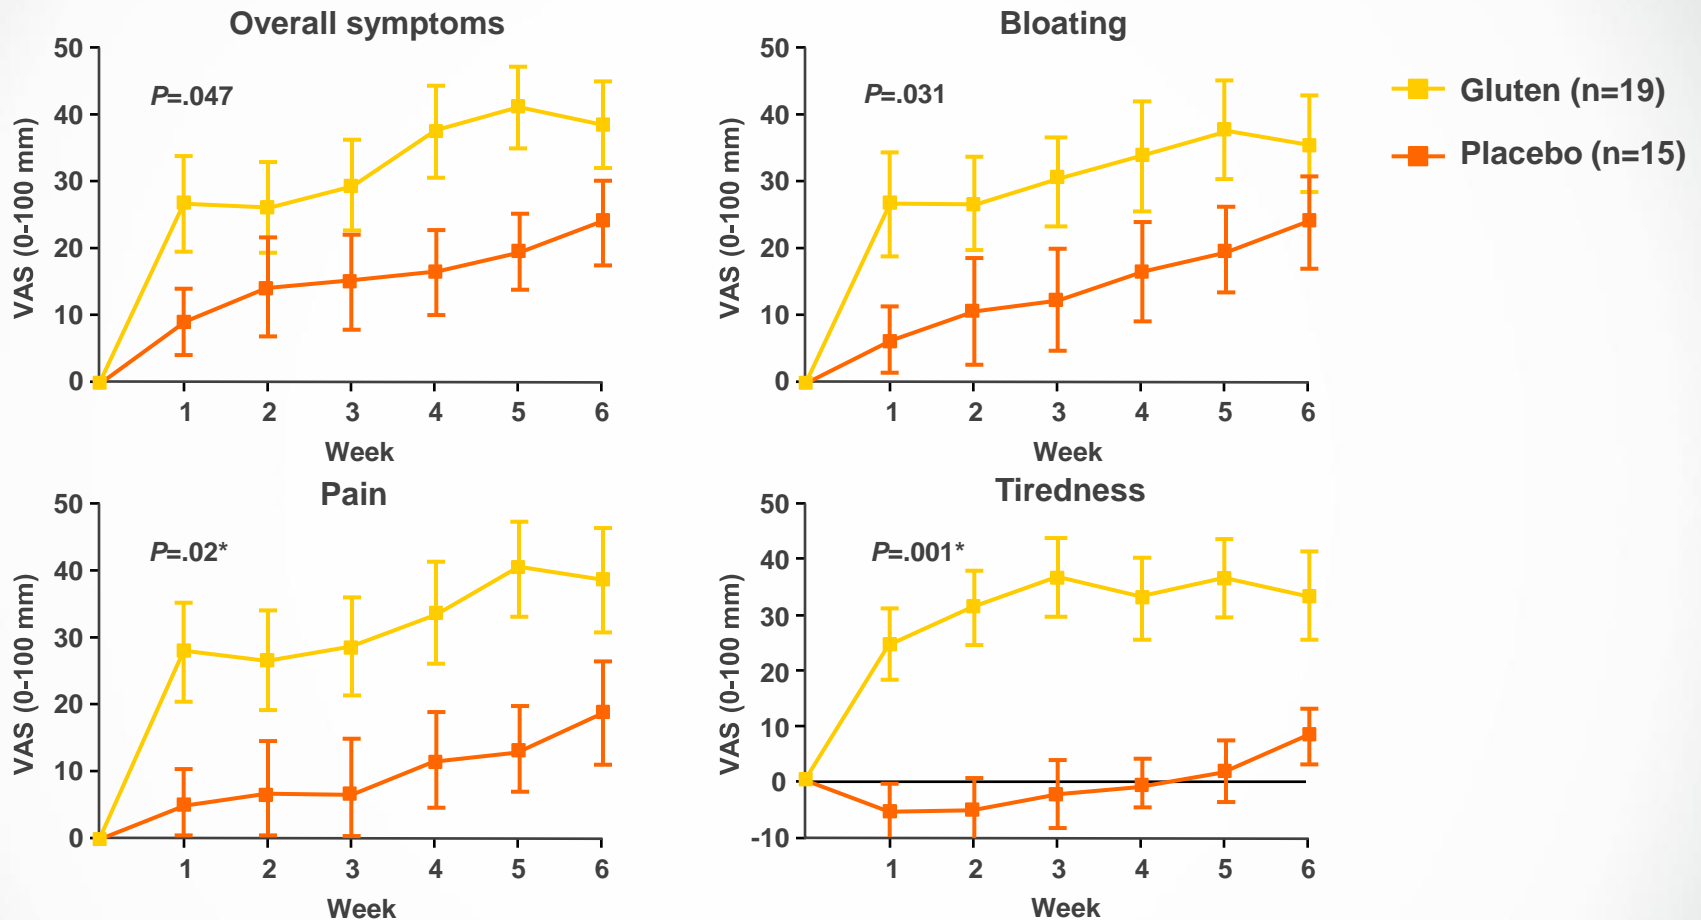 Overall symptoms
50
40
30
20
10
0
VAS (0-100 mm)
P=.047
1 2 3 4 5 6
Week
Bloating
50
40
30
20
10
0
VAS (0-100 mm)
P=.031
1 2 3 4 5 6
Week
Gluten (n=19)
Placebo (n=15)
Pain
50
40
30
20
10
0
VAS (0-100 mm)
P=.02*
1 2 3 4 5 6
Week
Tiredness
50
40
30
20
10
0
-10
VAS (0-100 mm)
P=.001*
1 2 3 4 5 6
Week